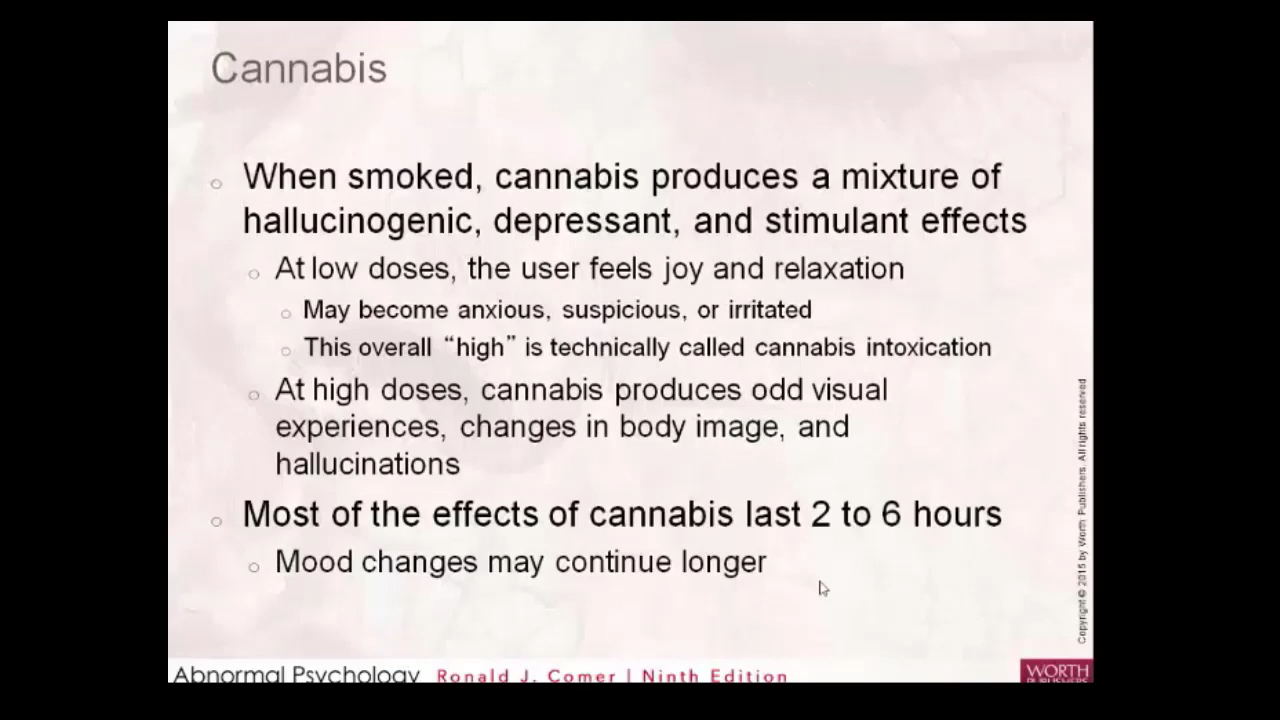 Cannabis
When smoked, cannabis produces a mixture of
hallucinogenic, depressant, and stimulant effects
At low doses, the user feels joy and relaxation
May become anxious, suspicious, or irritated
This overall “high” is technically called cannabis intoxication
At high doses, cannabis produces odd visual
experiences, changes in body image, and
hallucinations
Most of the effects of cannabis last 2 to 6 hours
Mood changes may continue longer
Copyright © 2015 by Worth Publishers. All rights reserved
Abnormal Psychology Ronald J. Comer | Ninth Edition
WORTH
PUBLISHERS